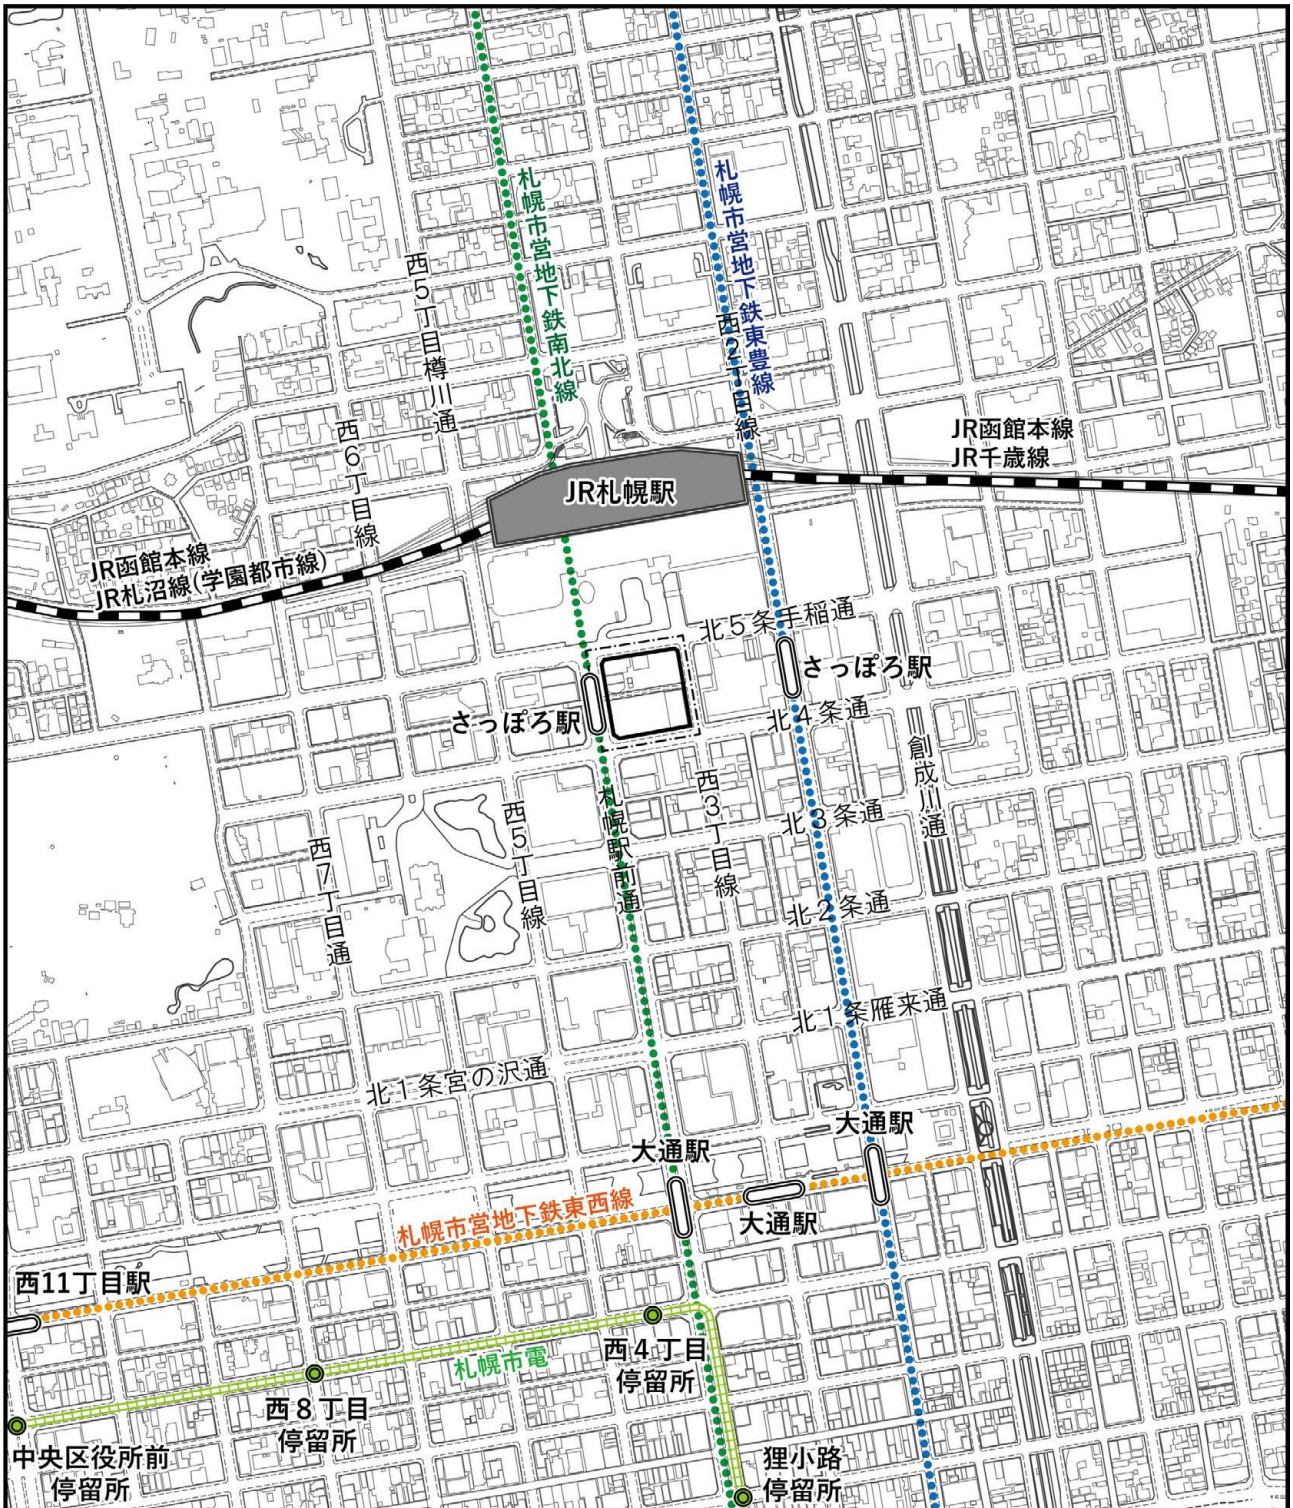 札幌市営地下鉄南北線
札幌市営地下鉄東豊線
西5丁目樽川通
西2丁目線
西6丁目線
JR函館本線
JR千歳線
JR札幌駅
JR函館本線
JR札沼線(学園都市線)
北5条手稲通
さっぽろ駅
さっぽろ駅
北4条通
創成川通
西3丁目線
札幌駅前通
西5丁目線
北3条通
西7丁目通
北2条通
北1条雁来通
北1条宮の沢通
大通駅
大通駅
大通駅
札幌市営地下鉄東西線
西11丁目駅
西4丁目
停留所
札幌市電
西8丁目
停留所
中央区役所前
停留所
狸小路
停留所